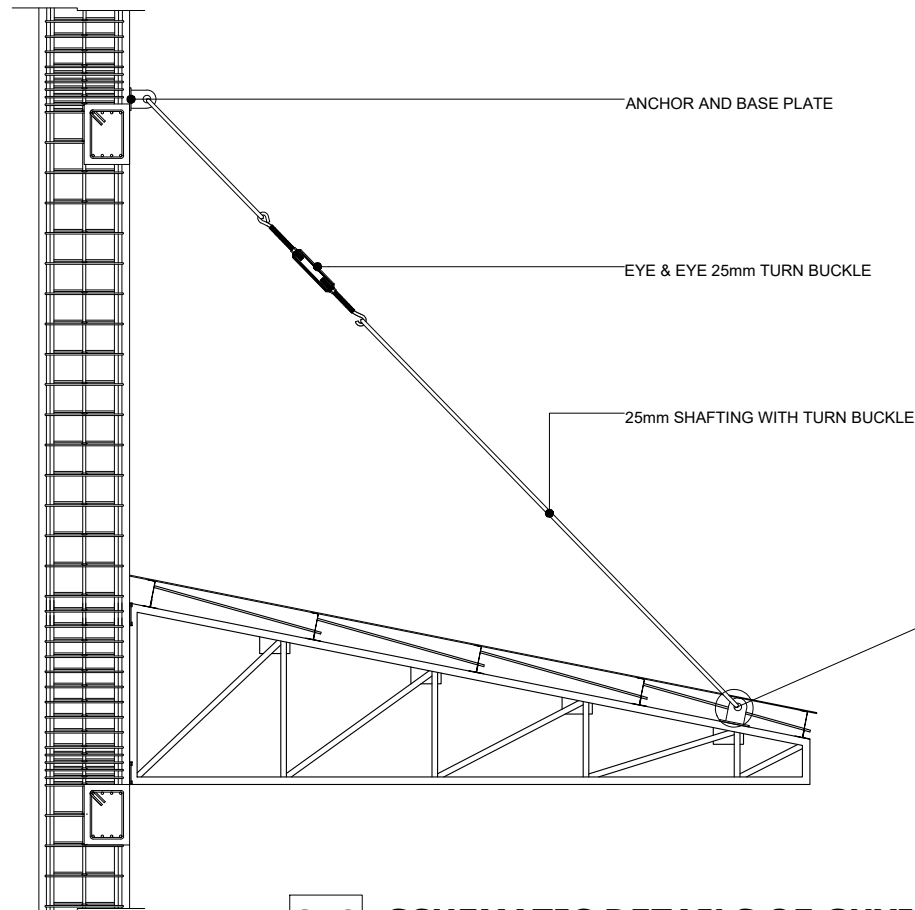 ANCHOR AND BASE PLATE
EYE & EYE 25mm TURN BUCKLE
25mm SHAFTING WITH TURN BUCKLE